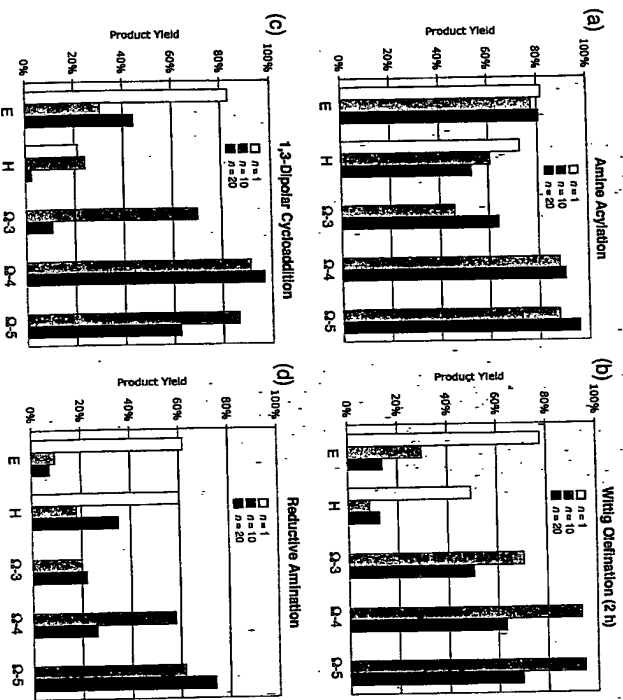 (a)
Amine Acylation
Product Yield
100%
80%
60%
40%
20%
0%
n = 1
n = 10
n = 20
E
H
Ω-3
Ω-4
Ω-5
(b)
Wittig Olefination (2 h)
Product Yield
100%
80%
60%
40%
20%
0%
n = 1
n = 10
n = 20
E
H
Ω-3
Ω-4
Ω-5
(c)
1,3-Dipolar Cycloaddition
Product Yield
100%
80%
60%
40%
20%
0%
n = 1
n = 10
n = 20
E
H
Ω-3
Ω-4
Ω-5
(d)
Reductive Amination
Product Yield
100%
80%
60%
40%
20%
0%
n = 1
n = 10
n = 20
E
H
Ω-3
Ω-4
Ω-5